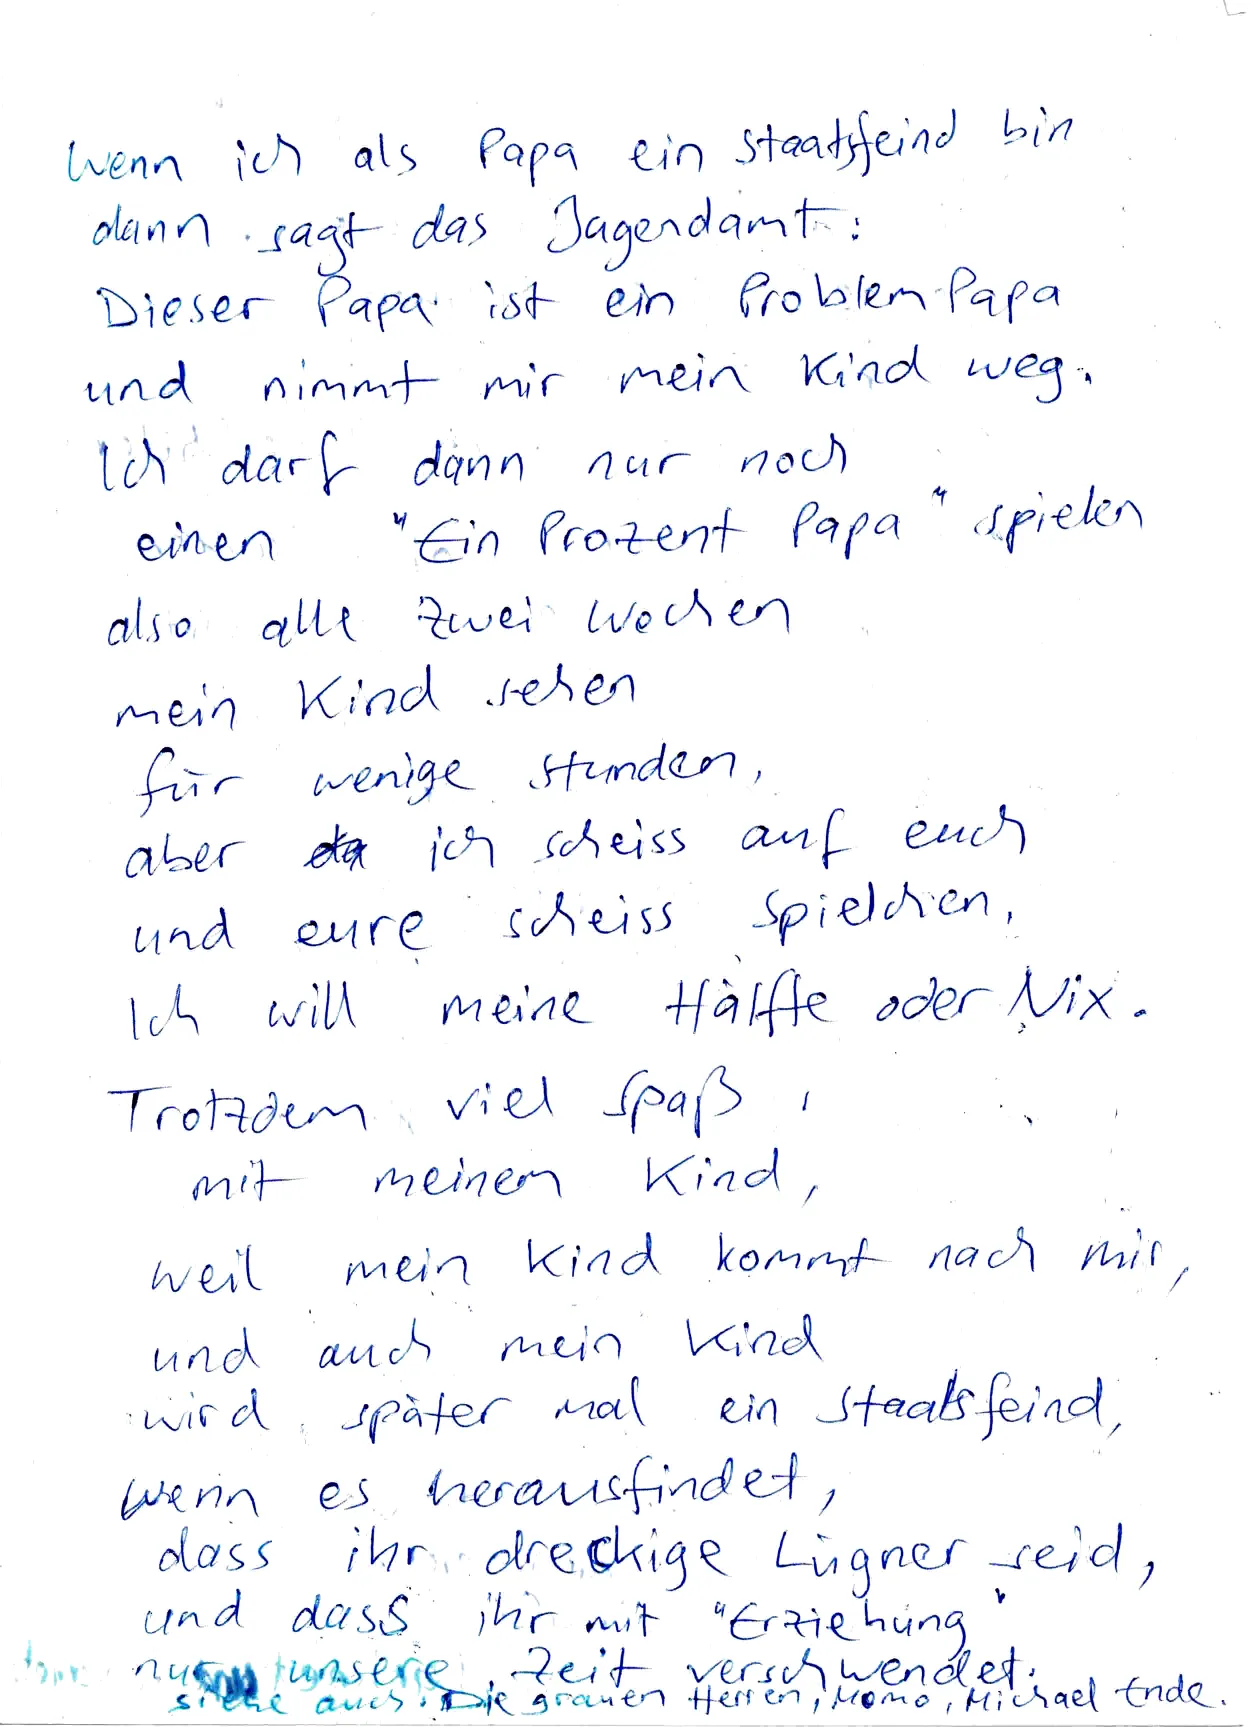 Wenn ich als Papa ein Staatsfeind bin
dann sagt das Jugendamt:
Dieser Papa ist ein Problem-Papa
und nimmt mir mein Kind weg.
Ich darf dann nur noch
einen "Ein Prozent Papa" spielen
also alle zwei Wochen
mein Kind sehen
für wenige Stunden,
aber ich scheiss auf euch
und eure scheiss Spielchen,
Ich will meine Hälfte oder Nix.
Trotzdem viel Spaß,
mit meinem Kind,
weil mein Kind kommt nach mir,
und auch mein Kind
wird später mal ein Staatsfeind,
wenn es herausfindet,
dass ihr dreckige Lügner seid,
und dass ihr mit "Erziehung"
nur unsere Zeit verschwendet.
siehe auch: Die grauen Herren, Momo, Michael Ende.